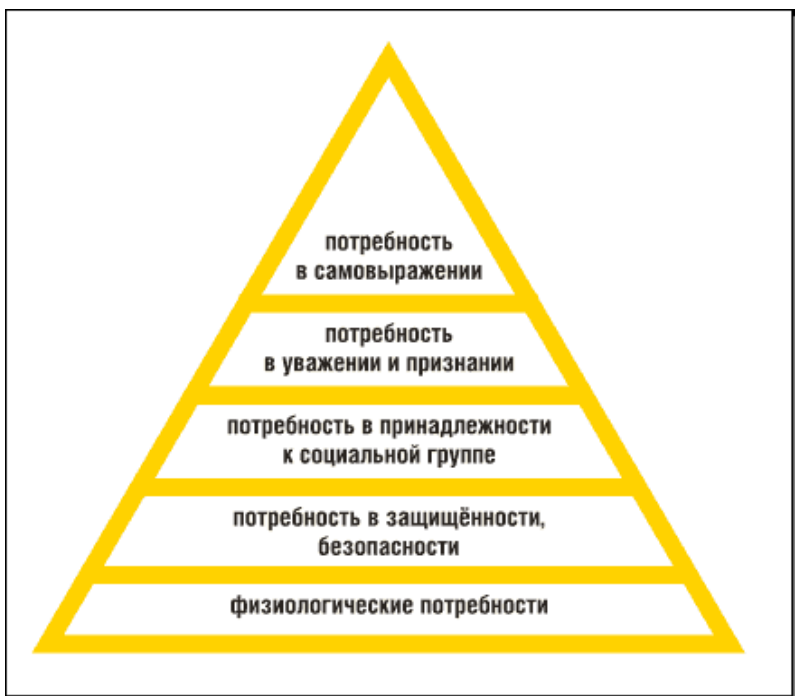 потребность
в самовыражении
потребность
в уважении и признании
потребность в принадлежности
к социальной группе
потребность в защищённости,
безопасности
физиологические потребности